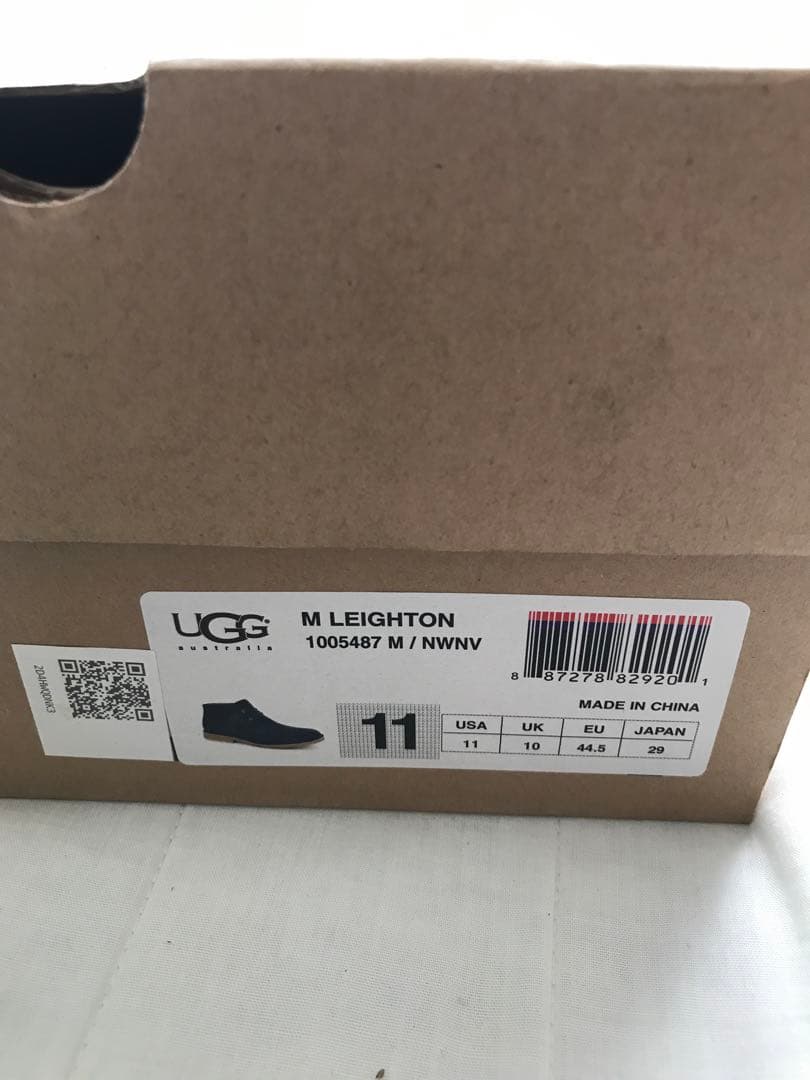 UGG
australia
M LEIGHTON
1005487 M / NWNV
8 87278 82920 1
MADE IN CHINA
11
USA UK EU JAPAN
11 10 44.5 29